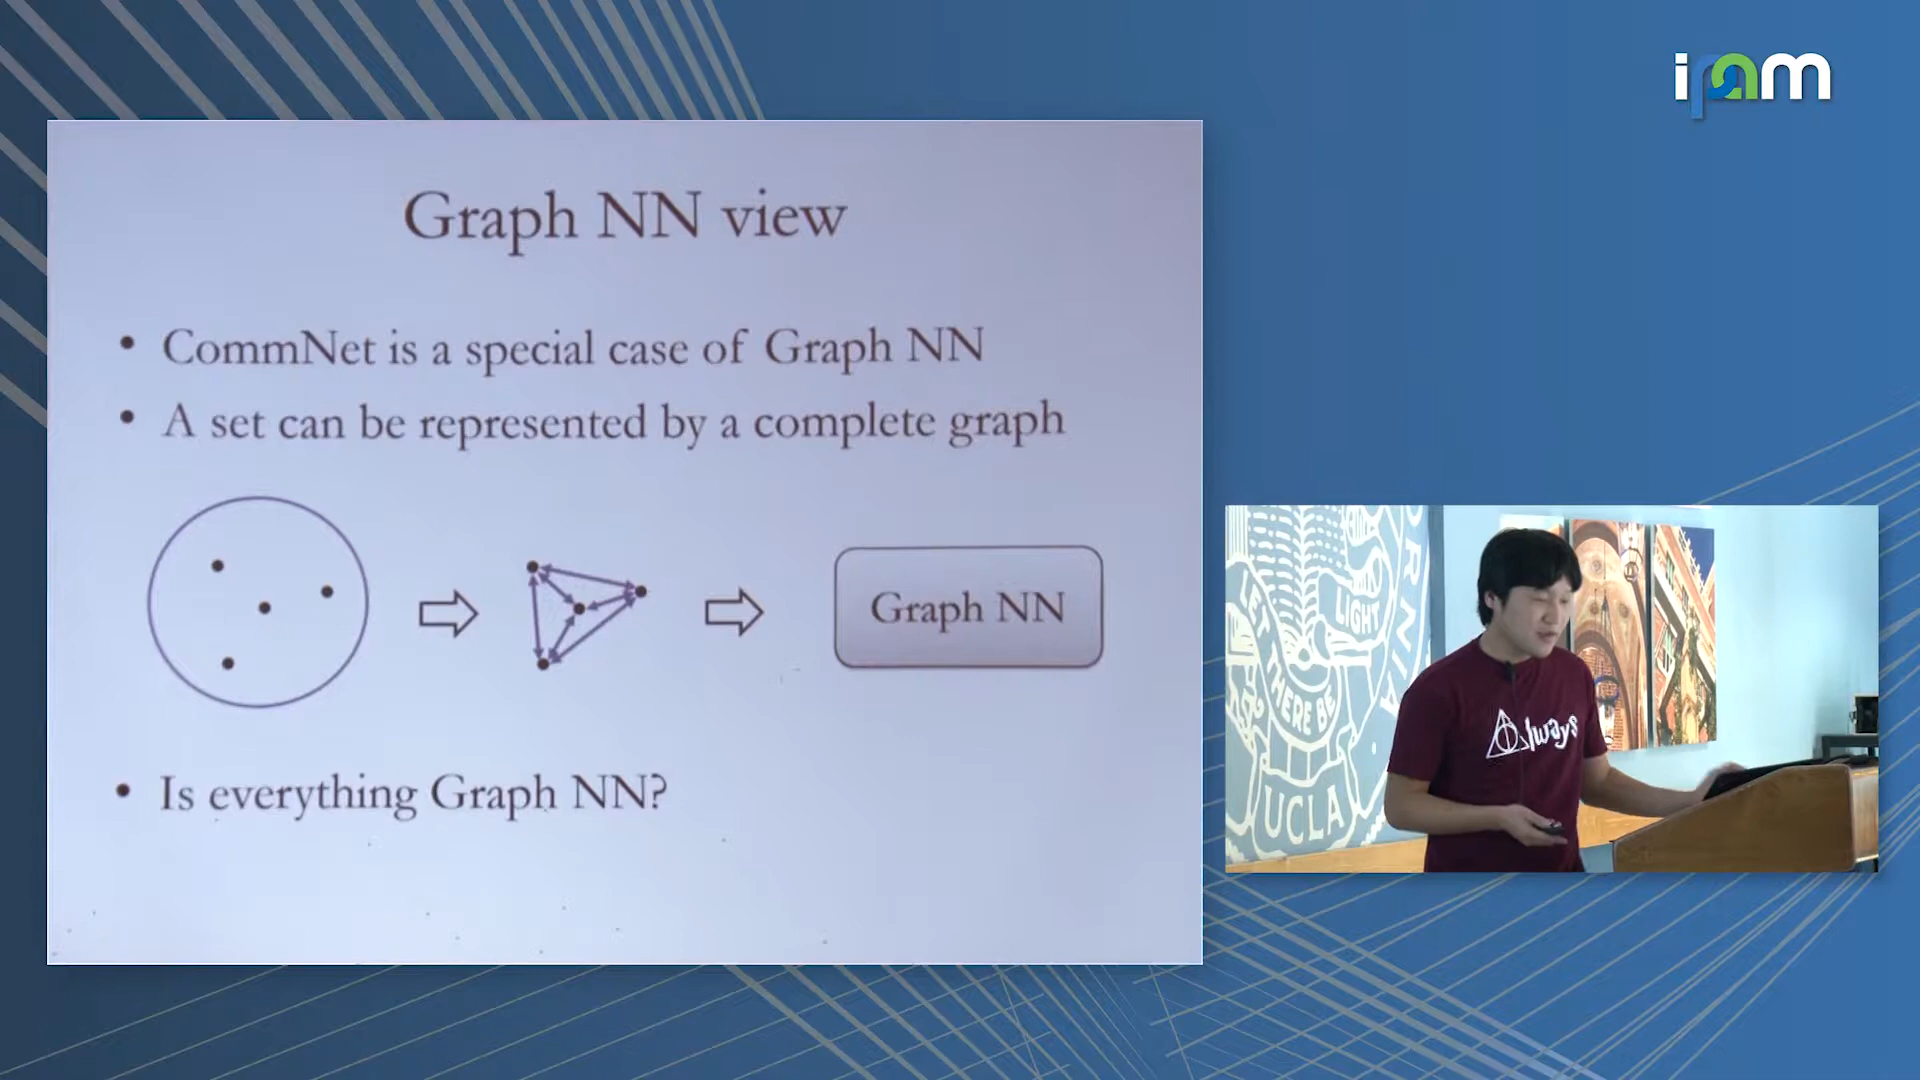 ipam
Graph NN view
• CommNet is a special case of Graph NN
• A set can be represented by a complete graph
Graph NN
• Is everything Graph NN?
LET THERE BE
LIGHT
UCLA
Always